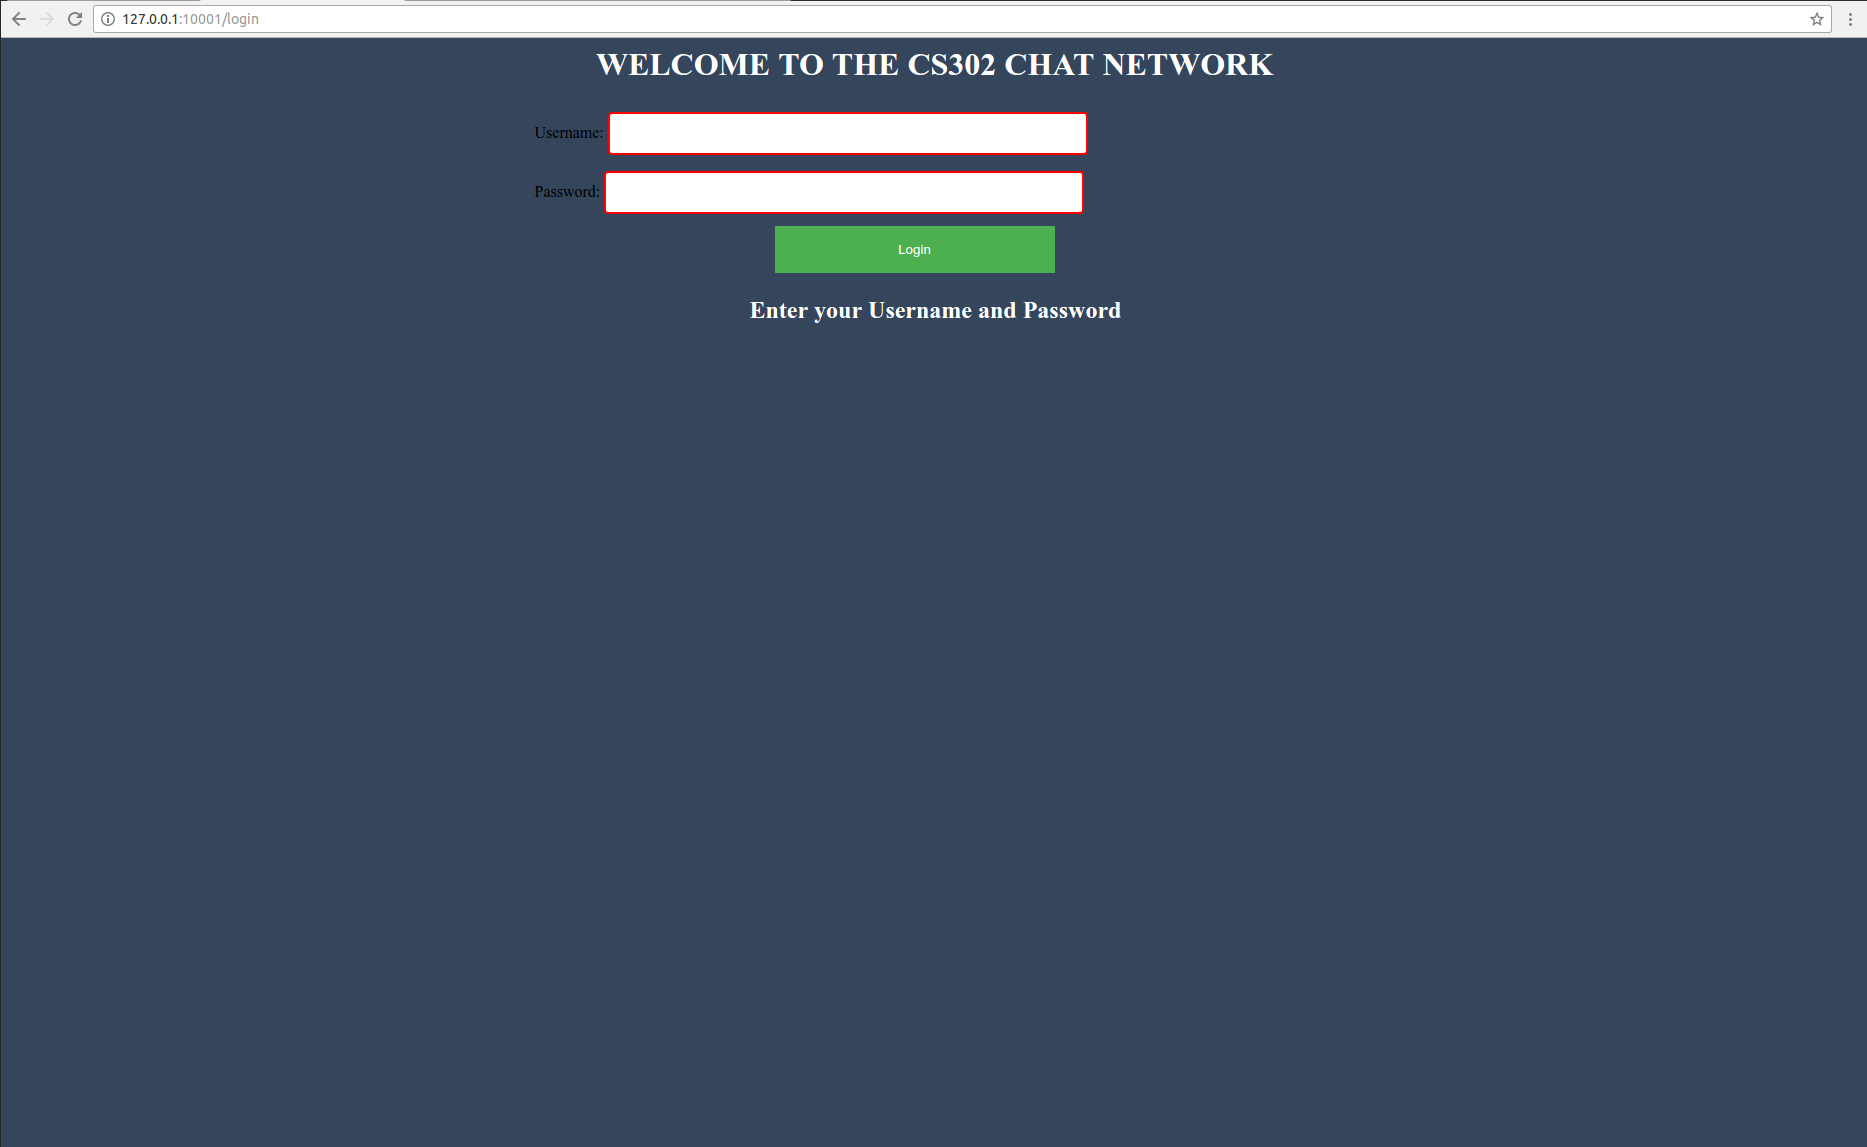 127.0.0.1:10001/login
WELCOME TO THE CS302 CHAT NETWORK
Username:
Password:
Login
Enter your Username and Password